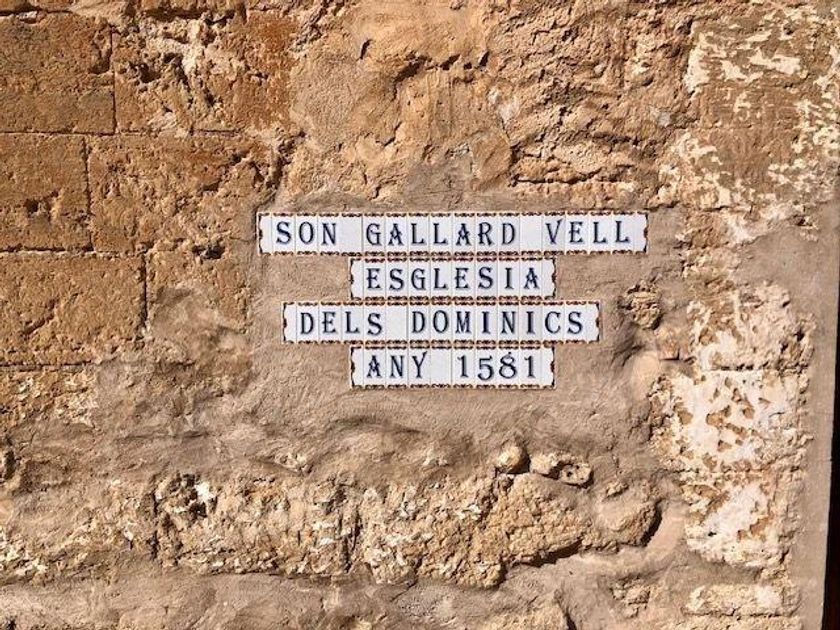 SON GALLARD VELL
ESGLESIA
DELS DOMINICS
ANY 1581